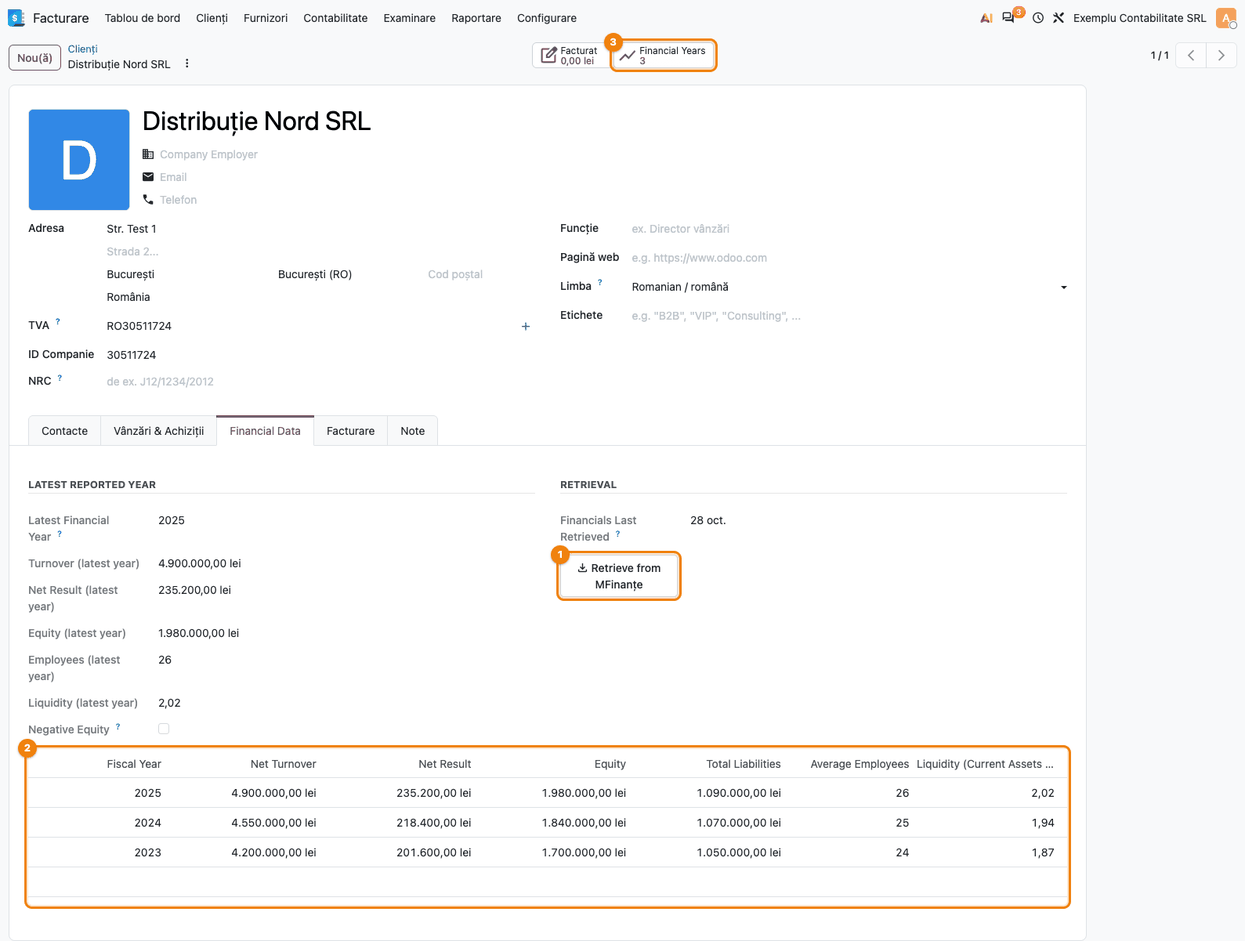 Facturare Tablou de bord Clienți Furnizori Contabilitate Examinare Raportare Configurare AI 3 Exemplu Contabilitate SRL A
Nou(ă) Clienți
Distribuție Nord SRL
Facturat
0,00 lei
3
Financial Years
3
1 / 1
D
Distribuție Nord SRL
Company Employer
Email
Telefon
Adresa Str. Test 1
Strada 2...
București București (RO) Cod poștal
România
TVA ? RO30511724 +
ID Companie 30511724
NRC ? de ex. J12/1234/2012
Funcție ex. Director vânzări
Pagină web e.g. https://www.odoo.com
Limba ? Romanian / română
Etichete e.g. "B2B", "VIP", "Consulting", ...
Contacte Vânzări & Achiziții Financial Data Facturare Note
LATEST REPORTED YEAR
Latest Financial
Year ? 2025
Turnover (latest year) 4.900.000,00 lei
Net Result (latest
year) 235.200,00 lei
Equity (latest year) 1.980.000,00 lei
Employees (latest
year) 26
Liquidity (latest year) 2,02
Negative Equity ?
RETRIEVAL
Financials Last
Retrieved ? 28 oct.
1
Retrieve from
MFinanțe
2
Fiscal Year Net Turnover Net Result Equity Total Liabilities Average Employees Liquidity (Current Assets ...
2025 4.900.000,00 lei 235.200,00 lei 1.980.000,00 lei 1.090.000,00 lei 26 2,02
2024 4.550.000,00 lei 218.400,00 lei 1.840.000,00 lei 1.070.000,00 lei 25 1,94
2023 4.200.000,00 lei 201.600,00 lei 1.700.000,00 lei 1.050.000,00 lei 24 1,87